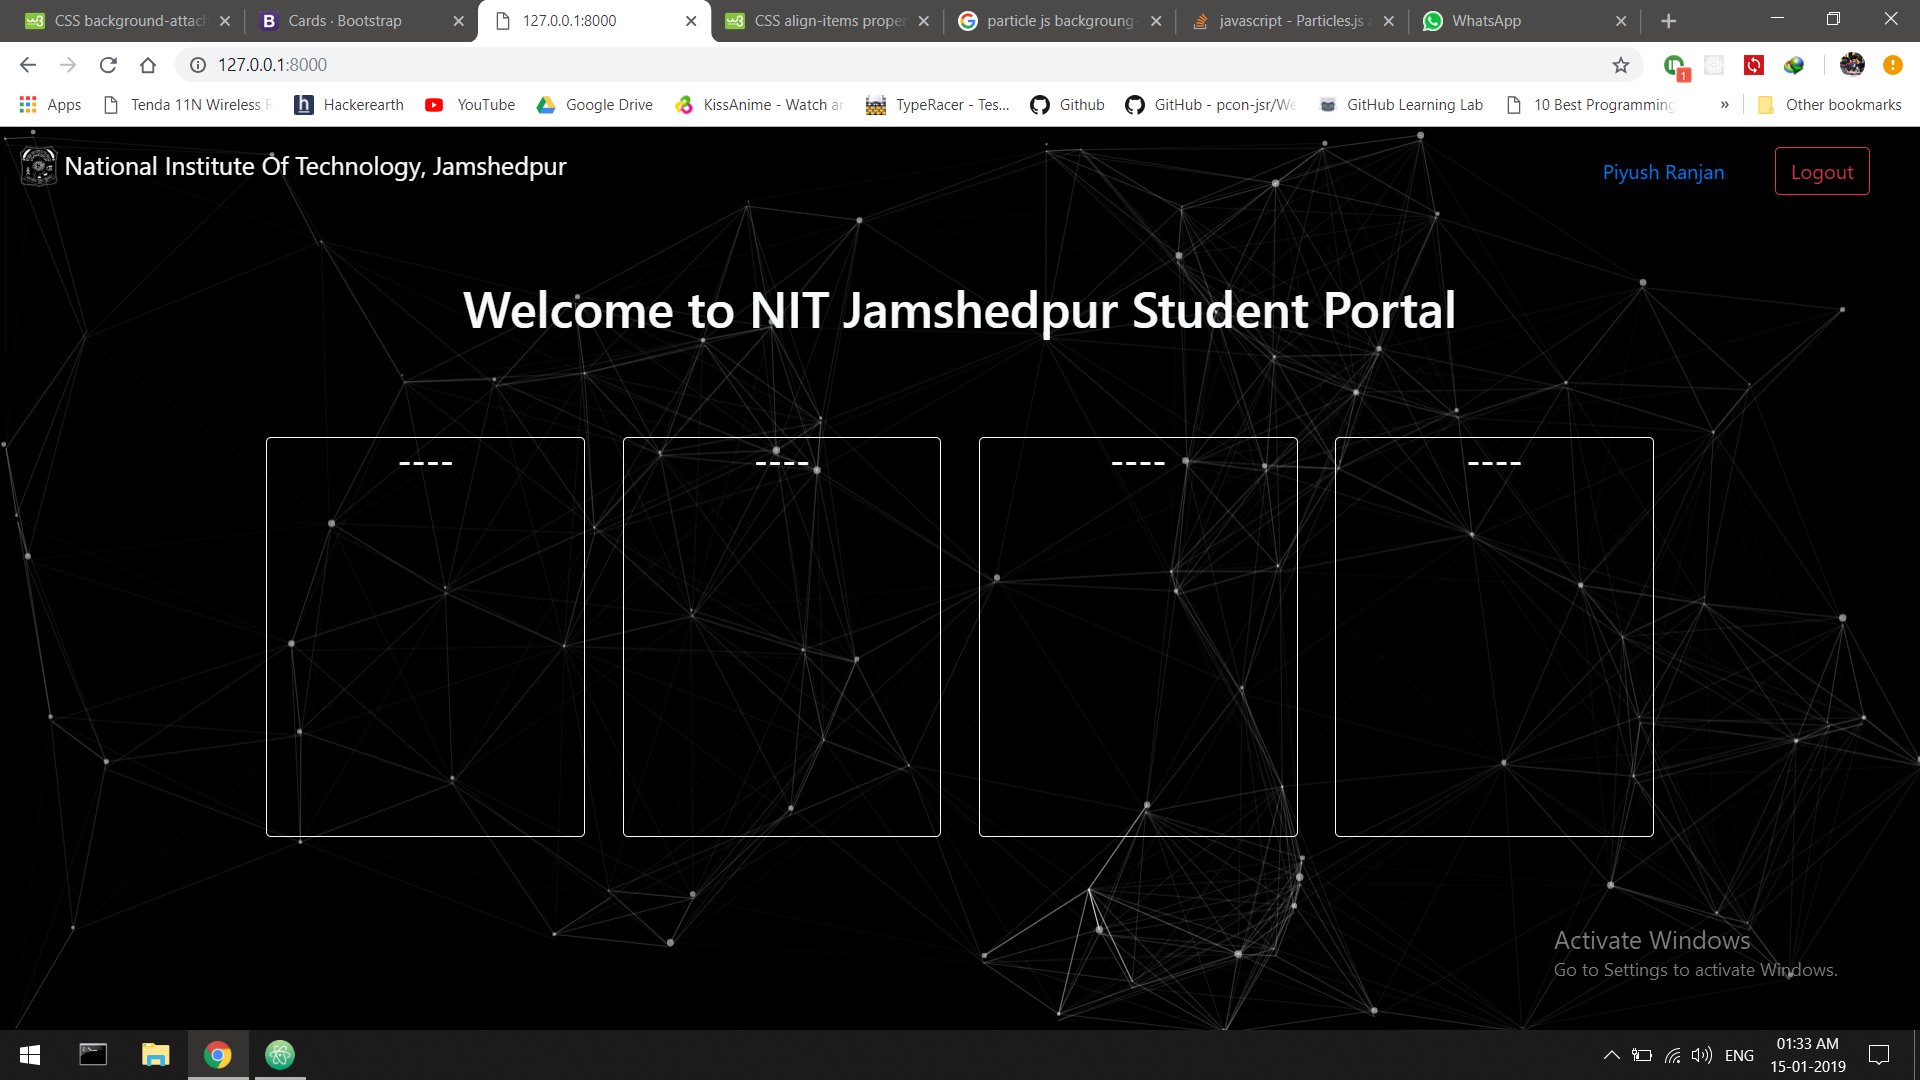 CSS background-attach
Cards · Bootstrap
127.0.0.1:8000
CSS align-items proper
particle js backgroung-
javascript - Particles.js a
WhatsApp
127.0.0.1:8000
1
Apps
Tenda 11N Wireless R
Hackerearth
YouTube
Google Drive
KissAnime - Watch an
TypeRacer - Tes...
Github
GitHub - pcon-jsr/We
GitHub Learning Lab
10 Best Programming
»
Other bookmarks
National Institute Of Technology, Jamshedpur
Piyush Ranjan
Logout
Welcome to NIT Jamshedpur Student Portal
----
----
----
----
Activate Windows
Go to Settings to activate Windows.
ENG
01:33 AM
15-01-2019